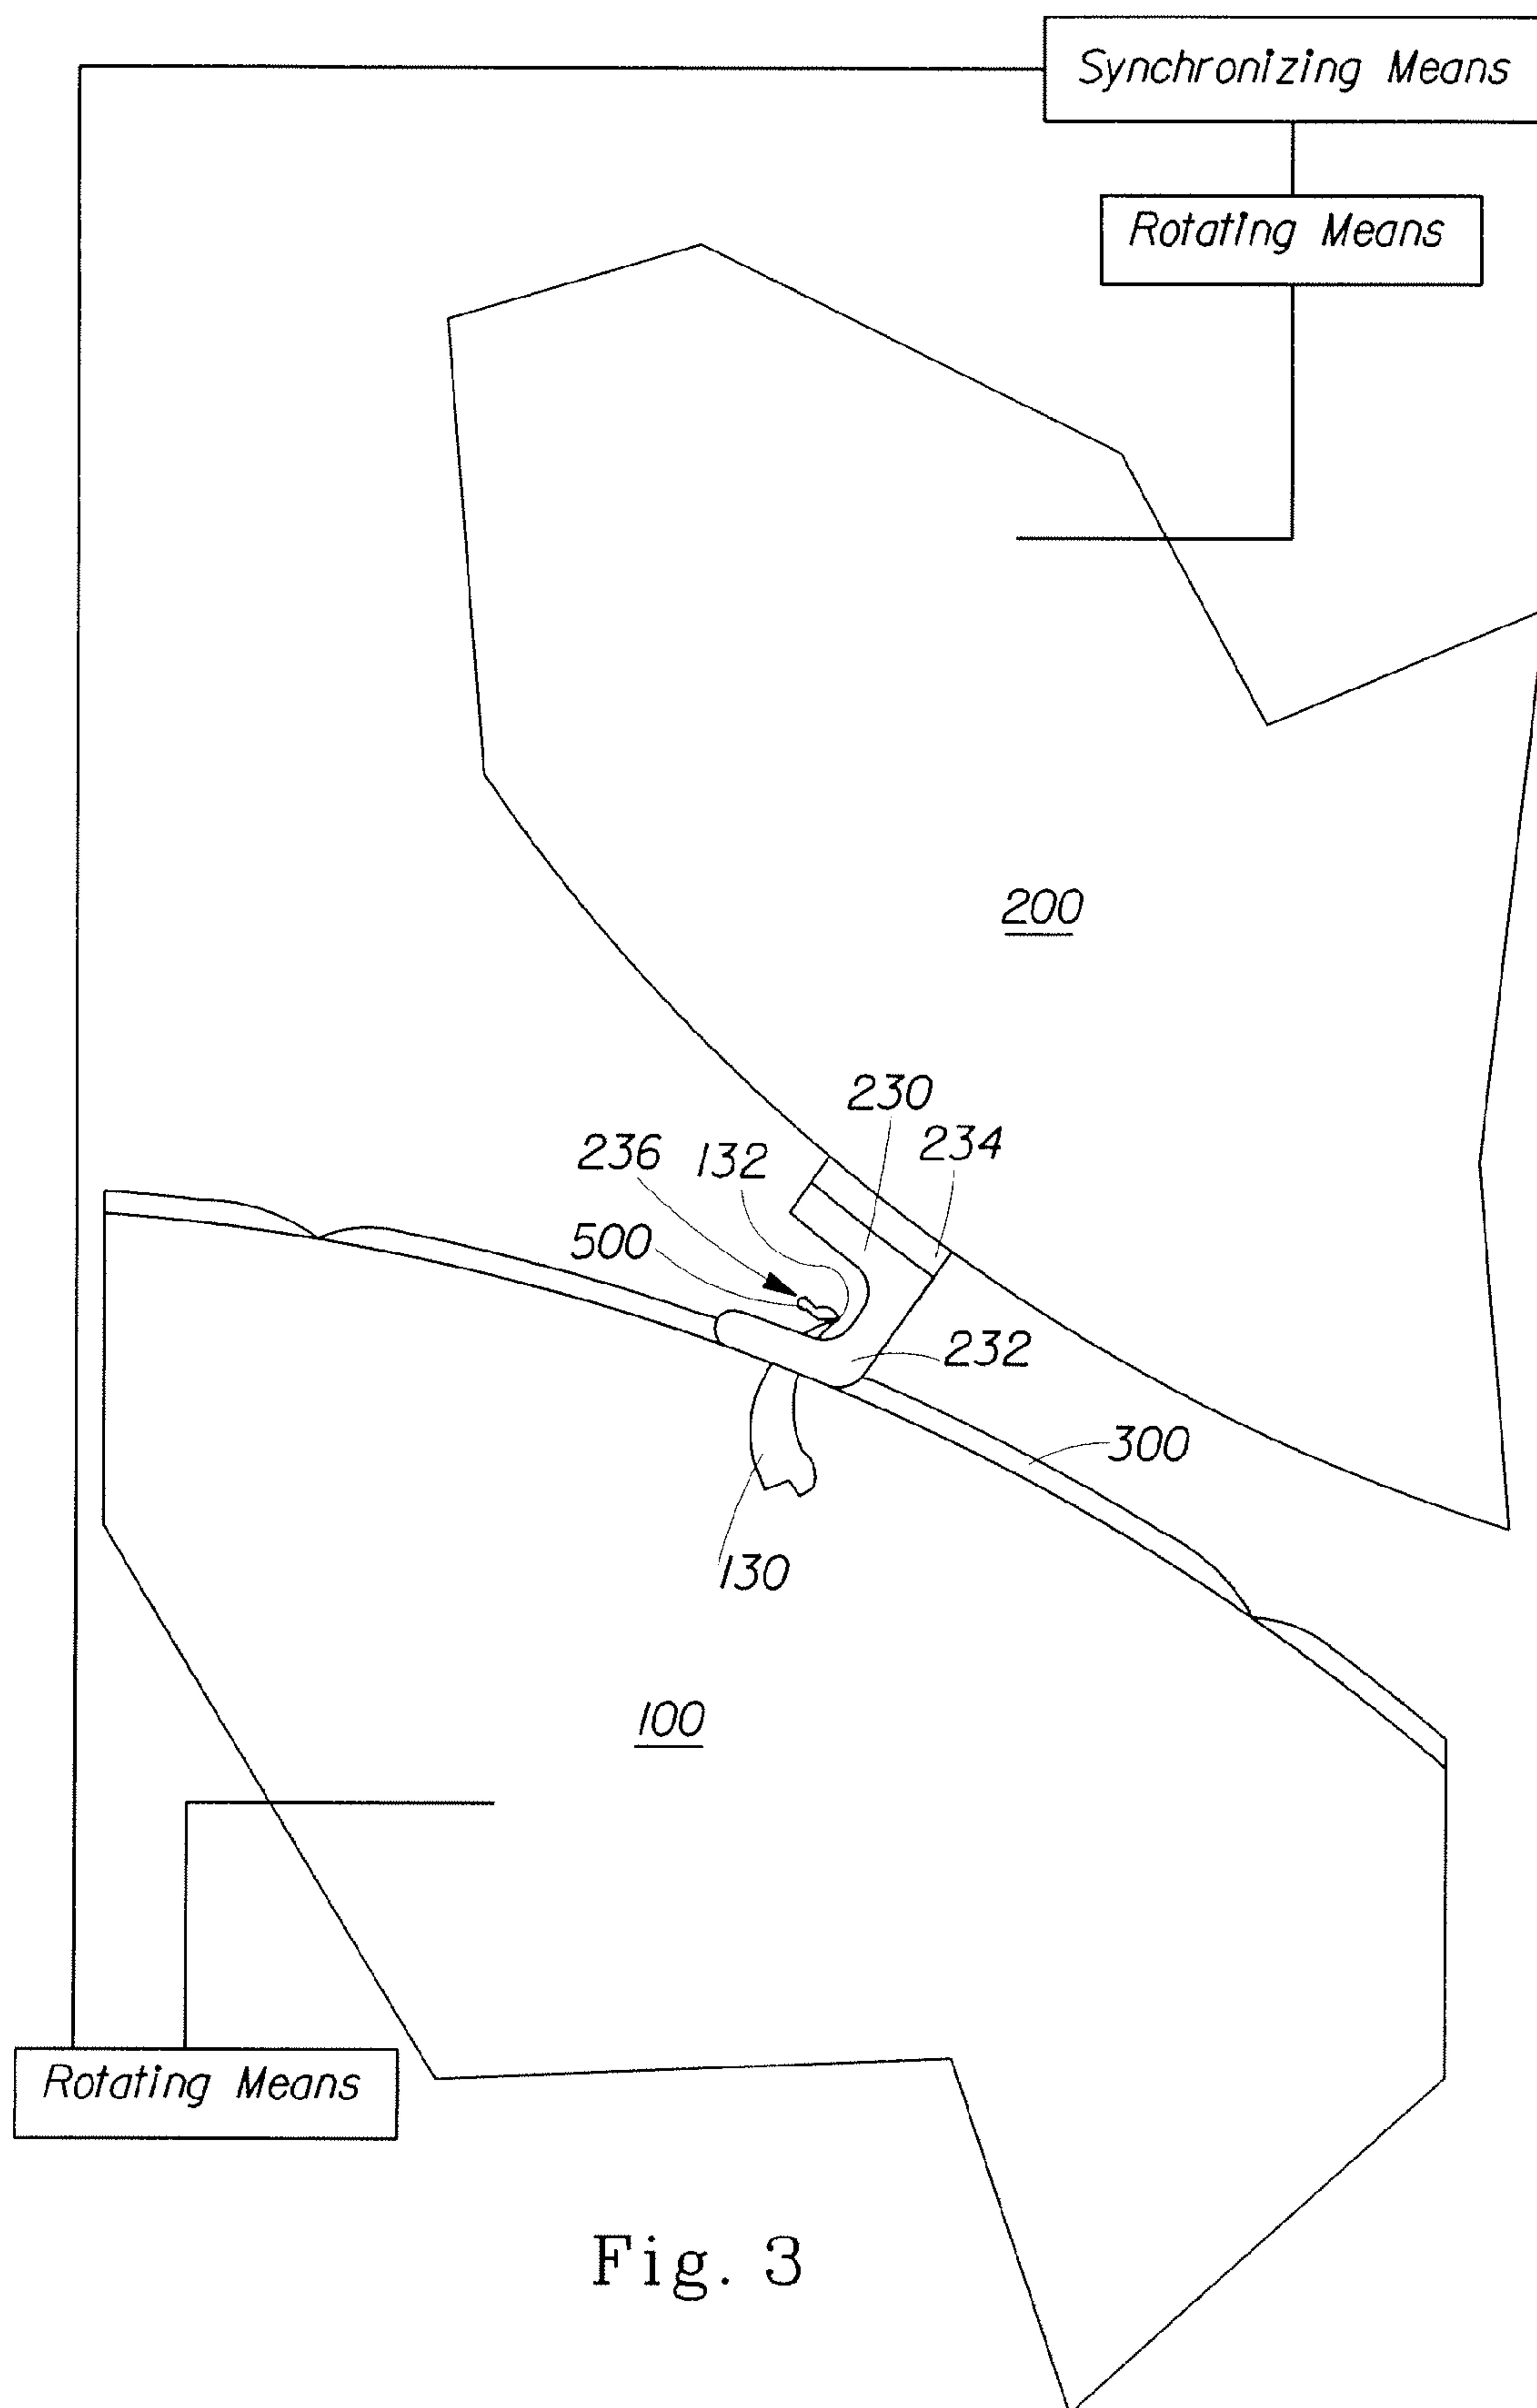 Synchronizing Means
Rotating Means
200
230
234
236
132
500
232
300
130
100
Rotating Means
Fig. 3